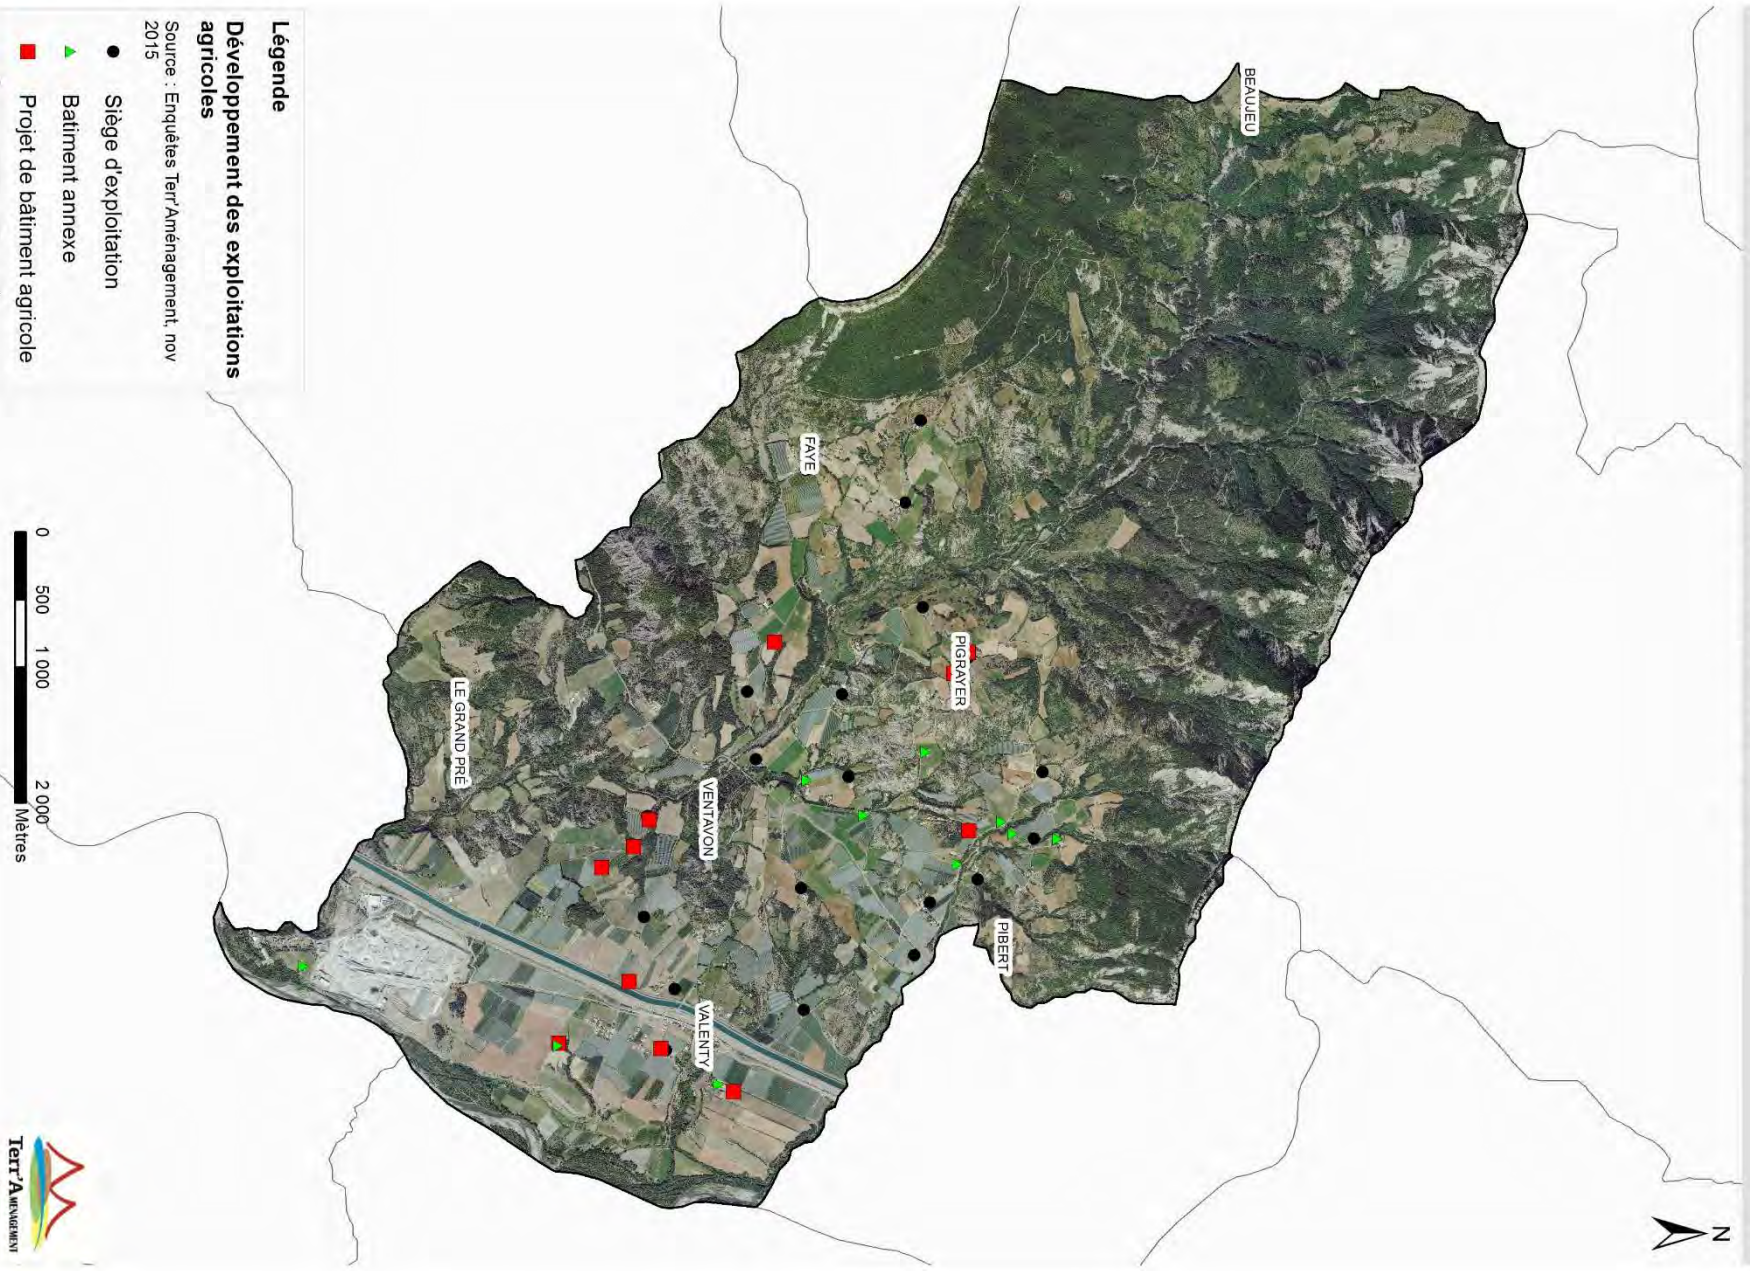 BEAUJEU
PIBERT
PIGRAYER
FAYE
VENTAVON
VALENTY
LE GRAND PRÉ
N
Légende
Développement des exploitations
agricoles
Source : Enquêtes Terr'Aménagement, nov
2015
Siège d'exploitation
Batiment annexe
Projet de bâtiment agricole
0 500 1 000 2 000
Mètres
Terr'Aménagement